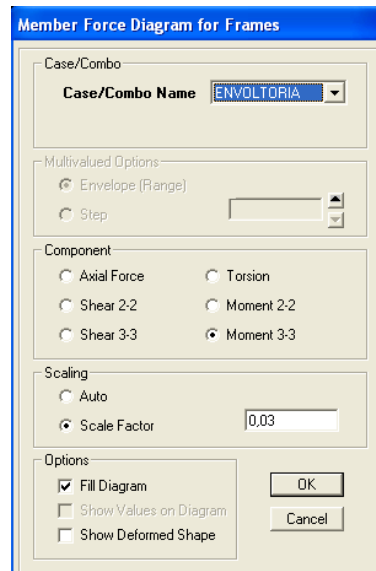 Member Force Diagram for Frames
Case/Combo
Case/Combo Name ENVOLTORIA
Multivalued Options
Envelope (Range)
Step
Component
Axial Force Torsion
Shear 2-2 Moment 2-2
Shear 3-3 Moment 3-3
Scaling
Auto
Scale Factor 0,03
Options
Fill Diagram OK
Show Values on Diagram
Cancel
Show Deformed Shape